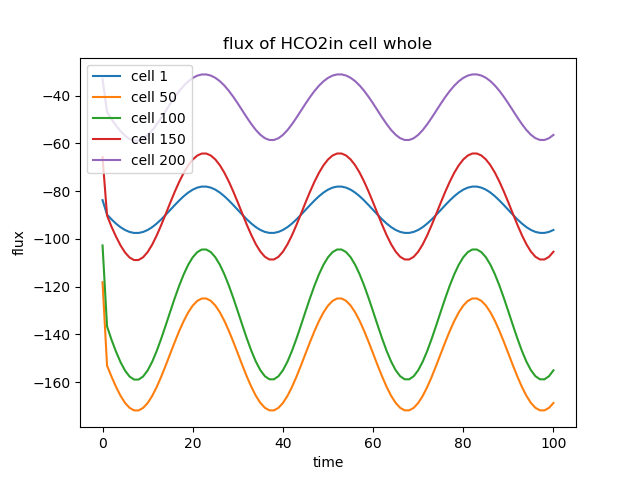 flux of HCO2in cell whole
cell 1
cell 50
cell 100
cell 150
cell 200
−40
−60
−80
−100
−120
−140
−160
flux
0
20
40
60
80
100
time